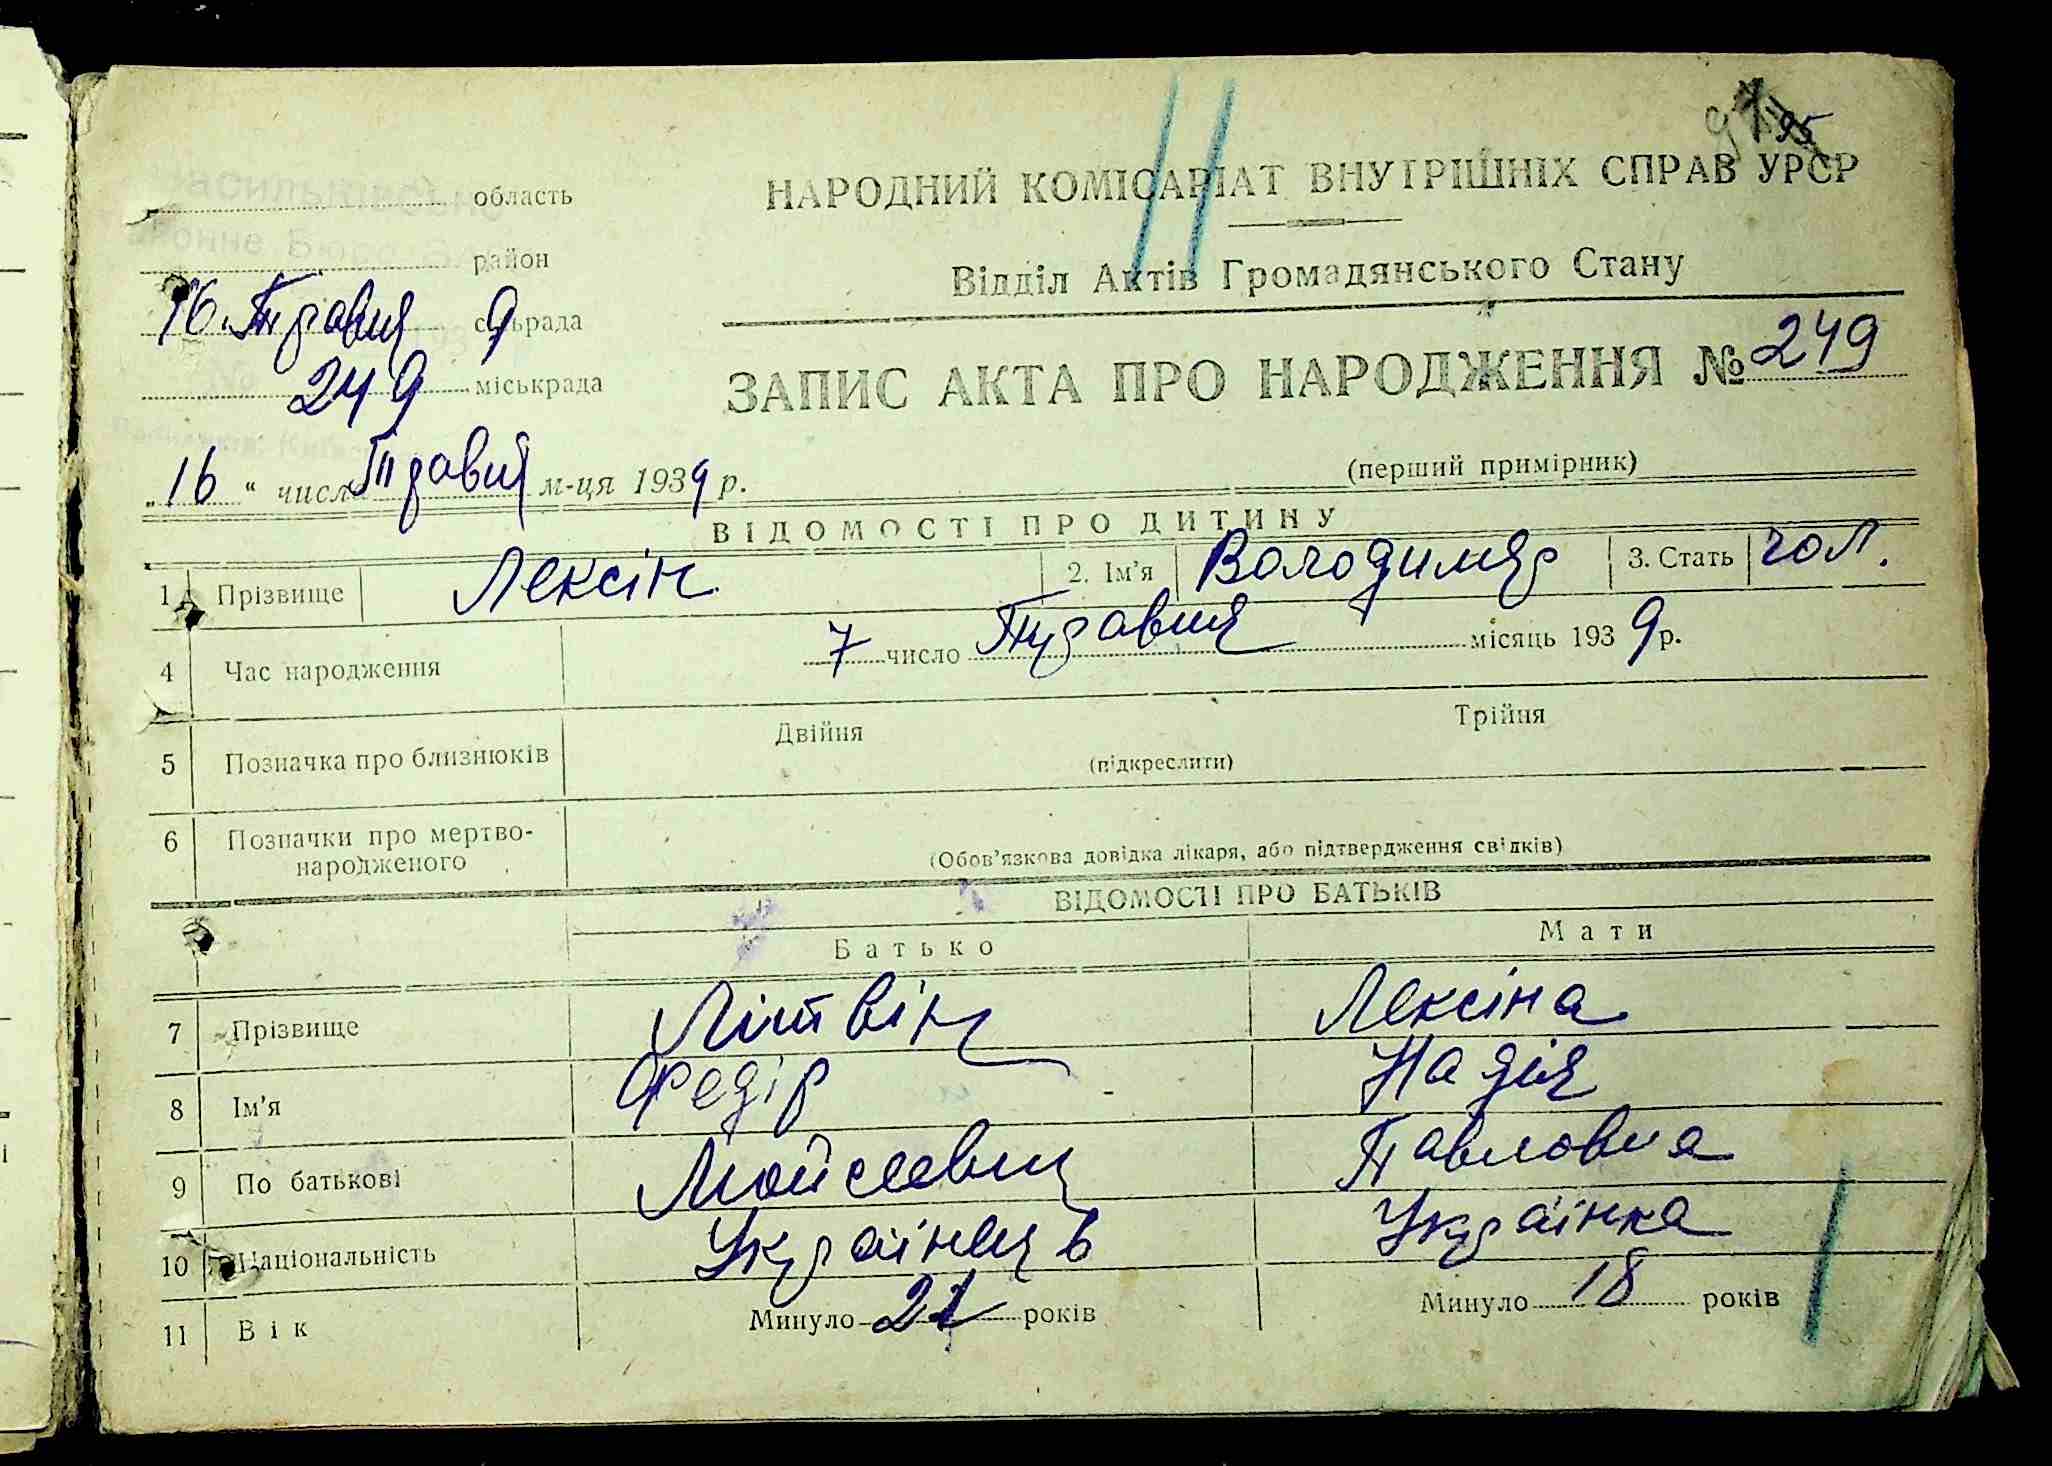 95
НАРОДНИЙ КОМІСАРІАТ ВНУТРІШНІХ СПРАВ УРСР
Відділ Актів Громадянського Стану
область
район
16. Травня 9 сільрада
249 міськрада
ЗАПИС АКТА ПРО НАРОДЖЕННЯ № 249
(перший примірник)
„16“ числа Травня м-ця 1939 р.
ВІДОМОСТІ ПРО ДИТИНУ
1 Прізвище Лексін 2. Ім'я Володимир 3. Стать чол.
4 Час народження 7 число Травня місяць 1939 р.
5 Позначка про близнюків Двійня (підкреслити) Трійня
6 Позначки про мертво-
народженого (Обов'язкова довідка лікаря, або підтвердження свідків)
ВІДОМОСТІ ПРО БАТЬКІВ
Батько Мати
7 Прізвище Літвін Лексіна
8 Ім'я Федір Надія
9 По батькові Мойсеевич Павловна
10 Національність Українець Українка
11 Вік Минуло 21 років Минуло 18 років